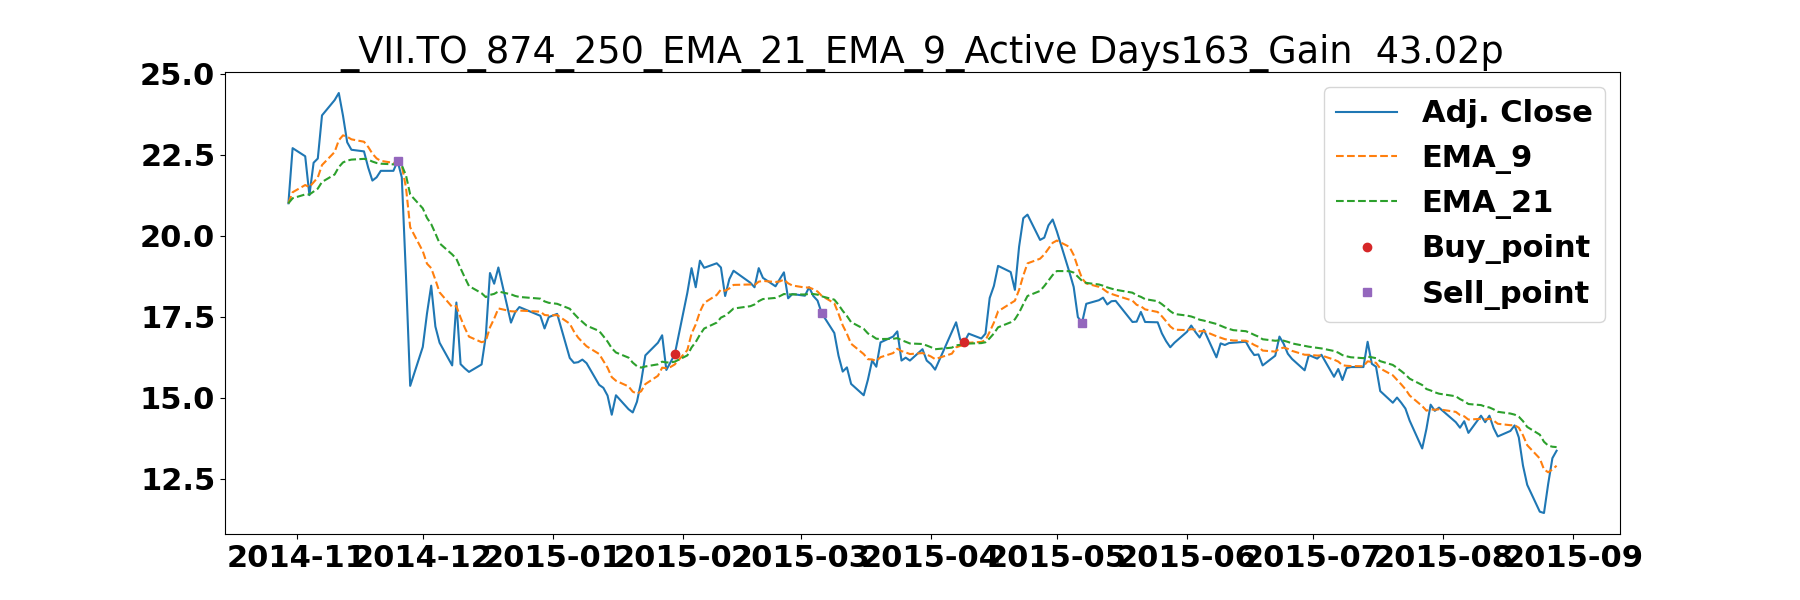 _VII.TO_874_250_EMA_21_EMA_9_Active Days163_Gain  43.02p
25.0
22.5
20.0
17.5
15.0
12.5
Adj. Close
EMA_9
EMA_21
Buy_point
Sell_point
2014-11 2014-12 2015-01 2015-02 2015-03 2015-04 2015-05 2015-06 2015-07 2015-08 2015-09